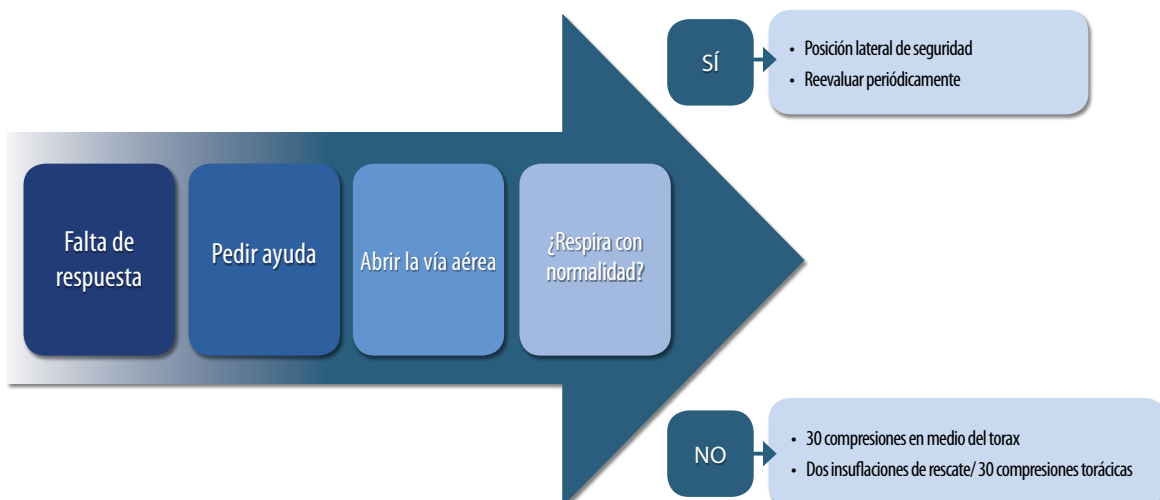 SÍ
• Posición lateral de seguridad
• Reevaluar periódicamente
Falta de
respuesta
Pedir ayuda
Abrir la vía aérea
¿Respira con
normalidad?
NO
• 30 compresiones en medio del torax
• Dos insuflaciones de rescate/ 30 compresiones torácicas